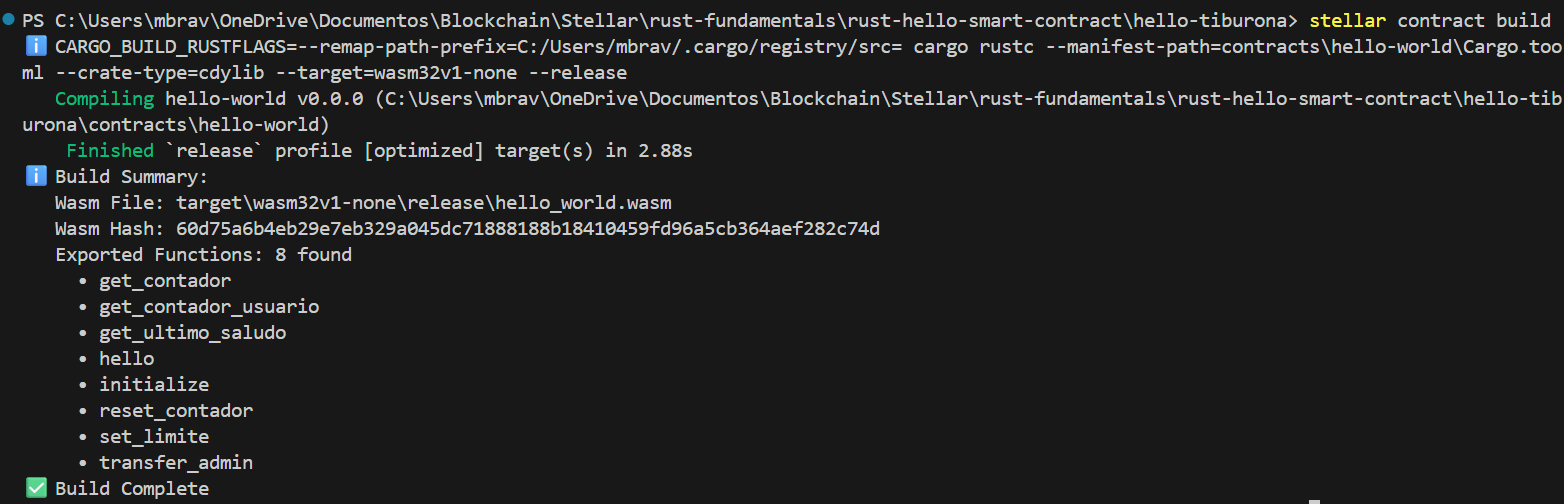 PS C:\Users\mbrav\OneDrive\Documentos\Blockchain\Stellar\rust-fundamentals\rust-hello-smart-contract\hello-tiburona> stellar contract build
ℹ️ CARGO_BUILD_RUSTFLAGS=--remap-path-prefix=C:/Users/mbrav/.cargo/registry/src= cargo rustc --manifest-path=contracts\hello-world\Cargo.too
ml --crate-type=cdylib --target=wasm32v1-none --release
Compiling hello-world v0.0.0 (C:\Users\mbrav\OneDrive\Documentos\Blockchain\Stellar\rust-fundamentals\rust-hello-smart-contract\hello-tib
urona\contracts\hello-world)
Finished `release` profile [optimized] target(s) in 2.88s
ℹ️ Build Summary:
Wasm File: target\wasm32v1-none\release\hello_world.wasm
Wasm Hash: 60d75a6b4eb29e7eb329a045dc71888188b18410459fd96a5cb364aef282c74d
Exported Functions: 8 found
• get_contador
• get_contador_usuario
• get_ultimo_saludo
• hello
• initialize
• reset_contador
• set_limite
• transfer_admin
✅ Build Complete